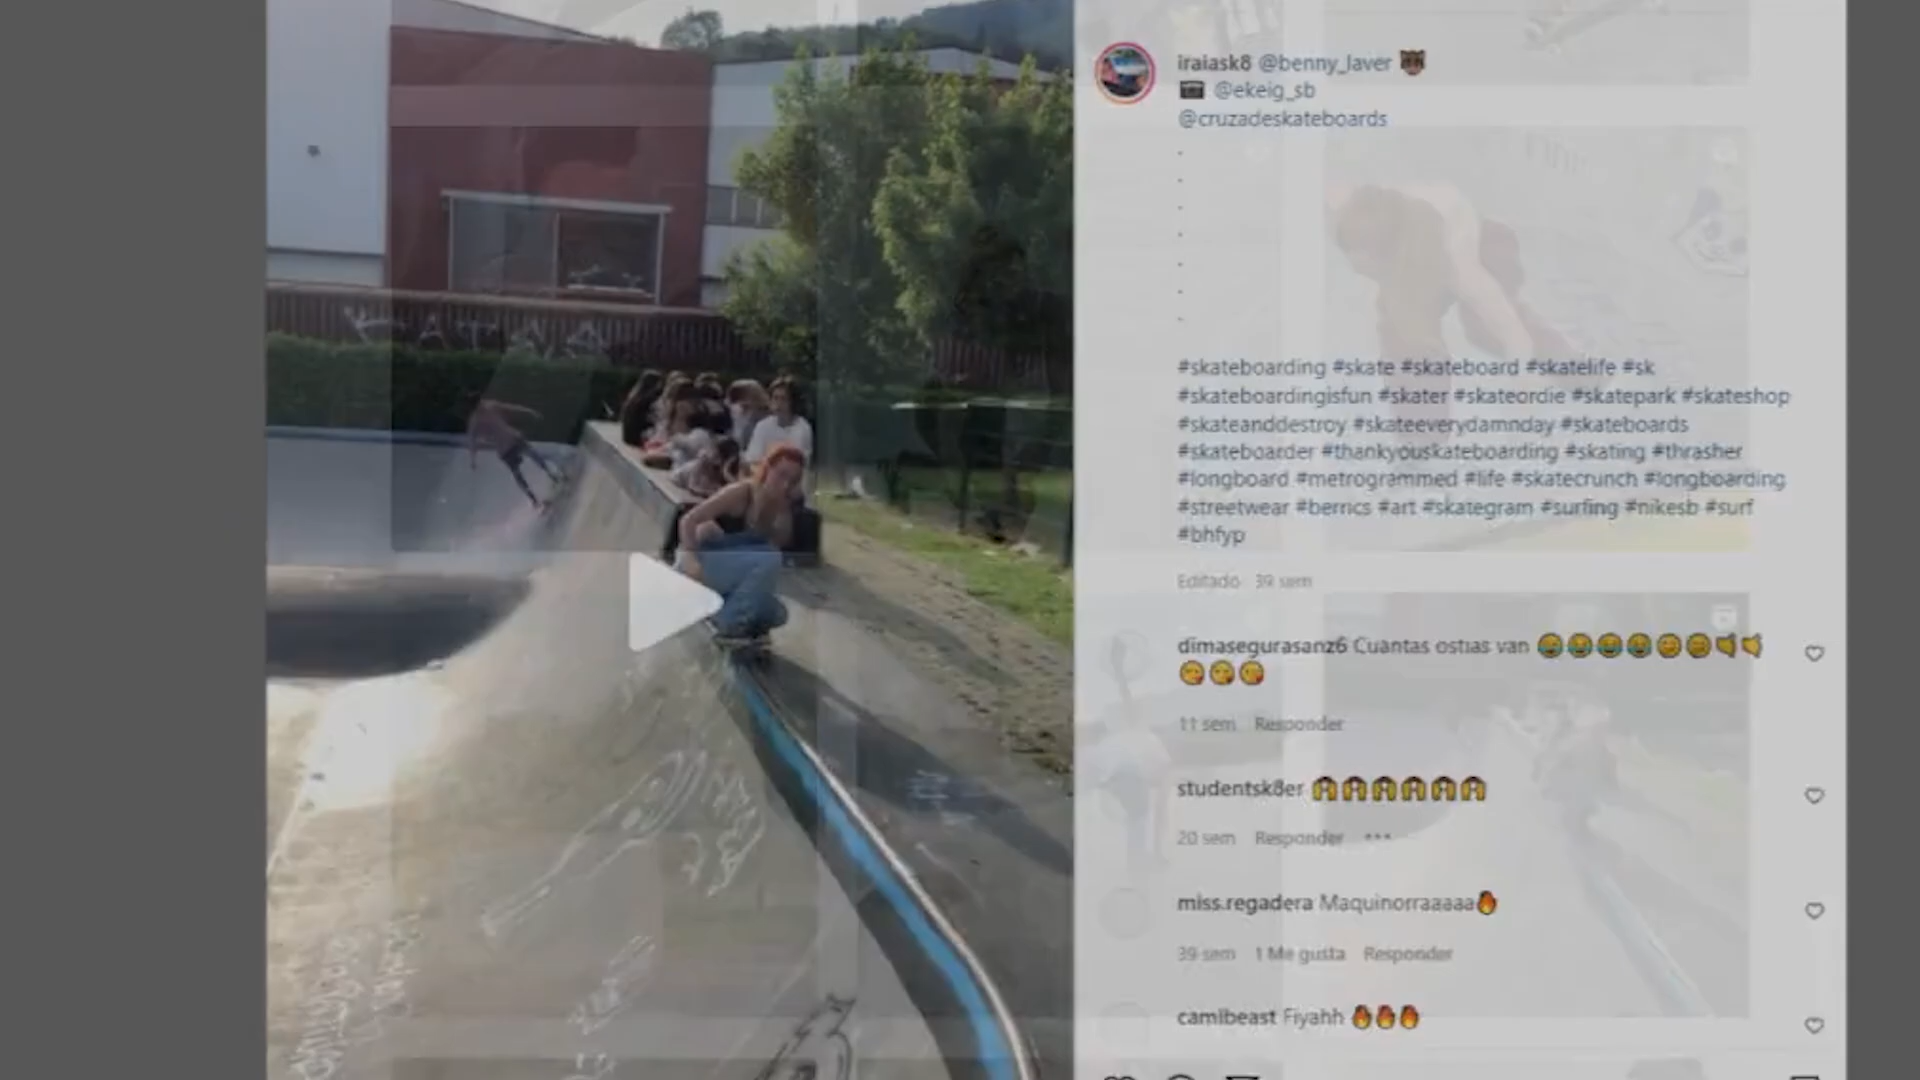 iraiask8 @benny_laver
@ekeig_sb
@cruzadeskateboards
.
.
.
.
.
.
.
#skateboarding #skate #skateboard #skatelife #sk
#skateboardingisfun #skater #skateordie #skatepark #skateshop
#skateanddestroy #skateeverydamnday #skateboards
#skateboarder #thankyouskateboarding #skating #thrasher
#longboard #metrogrammed #life #skatecrunch #longboarding
#streetwear #berrics #art #skategram #surfing #nikesb #surf
#bhfyp
Editado 39 sem
dimasegurasanz6 Cuantas ostias van 😂😂😂😂
11 sem Responder
studentsk8er
20 sem Responder •••
miss.regadera Maquinorraaaaa🔥
39 sem 1 Me gusta Responder
camibeast Fiyahh 🔥🔥🔥